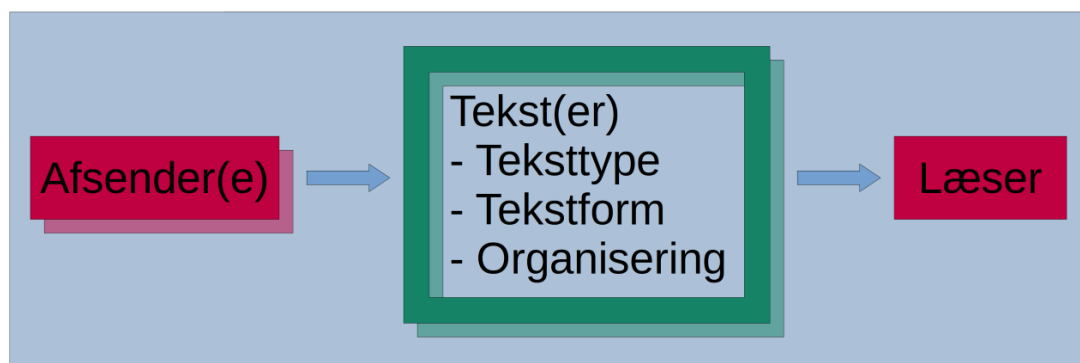 Afsender(e)
Tekst(er)
- Teksttype
- Tekstform
- Organisering
Læser